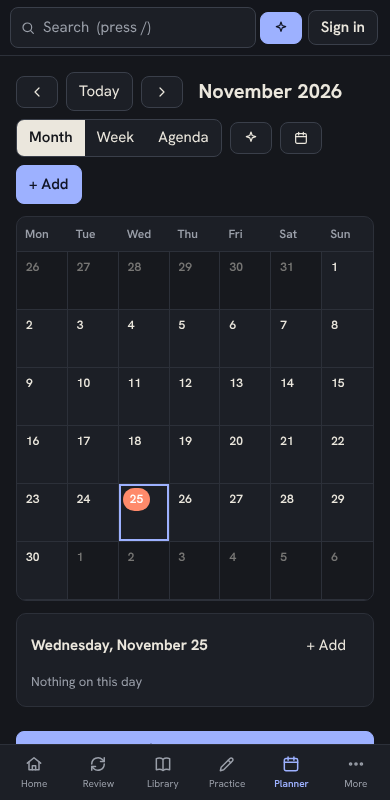 Search (press /)
Sign in
Today
November 2026
Month Week Agenda
+ Add
Mon Tue Wed Thu Fri Sat Sun
26 27 28 29 30 31 1
2 3 4 5 6 7 8
9 10 11 12 13 14 15
16 17 18 19 20 21 22
23 24 25 26 27 28 29
30 1 2 3 4 5 6
Wednesday, November 25
+ Add
Nothing on this day
Home Review Library Practice Planner More